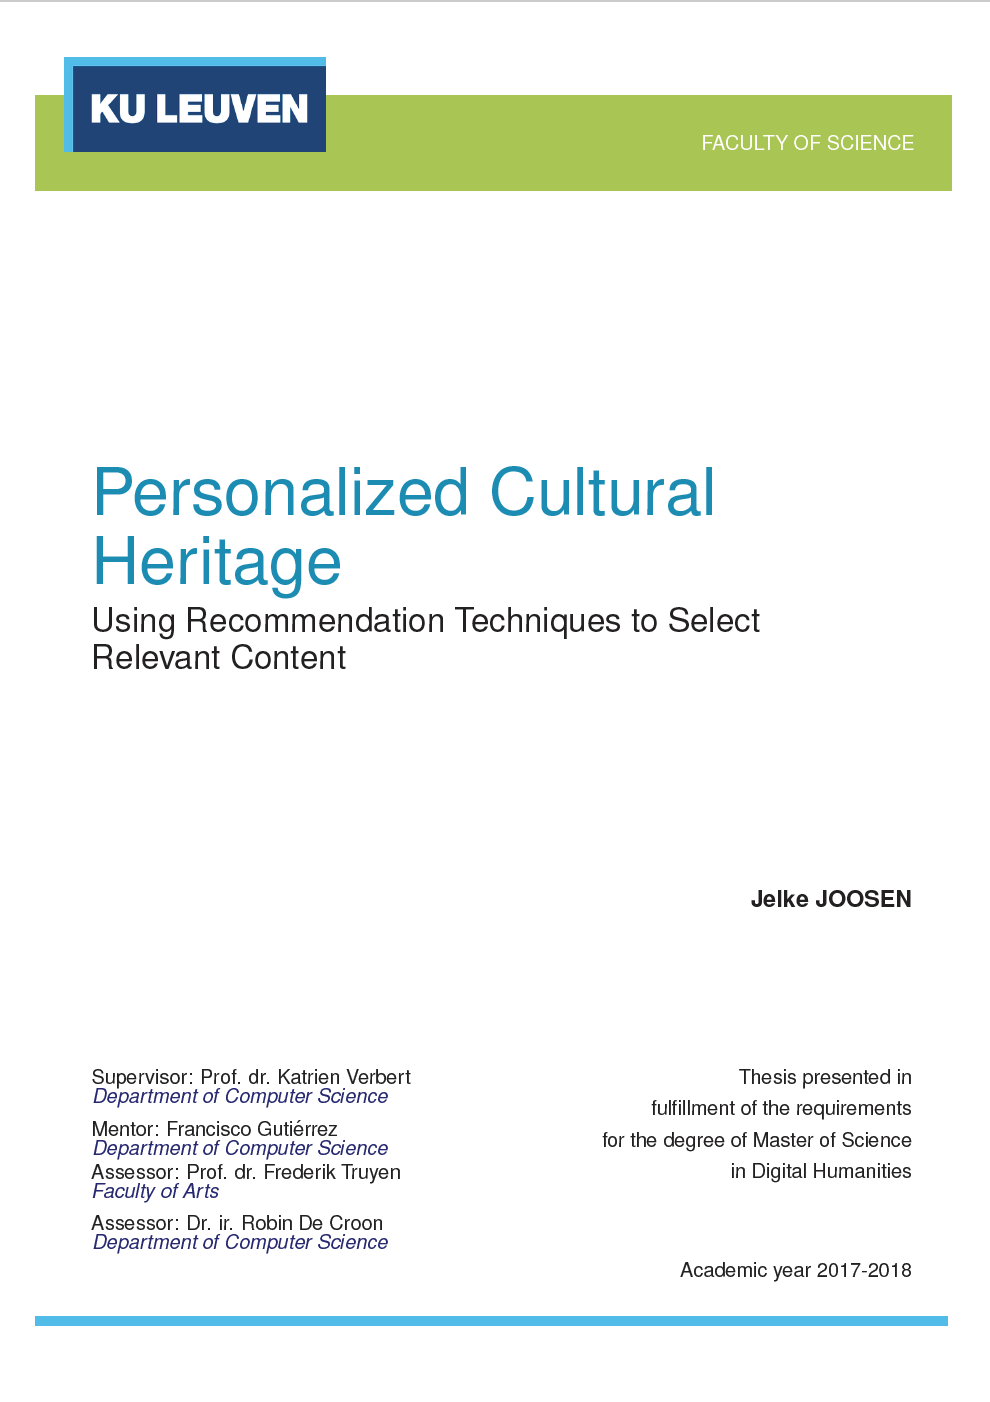 KU LEUVEN
FACULTY OF SCIENCE
Personalized Cultural
Heritage
Using Recommendation Techniques to Select
Relevant Content
Jelke JOOSEN
Supervisor: Prof. dr. Katrien Verbert
Department of Computer Science
Mentor: Francisco Gutiérrez
Department of Computer Science
Assessor: Prof. dr. Frederik Truyen
Faculty of Arts
Assessor: Dr. ir. Robin De Croon
Department of Computer Science
Thesis presented in
fulfillment of the requirements
for the degree of Master of Science
in Digital Humanities
Academic year 2017-2018